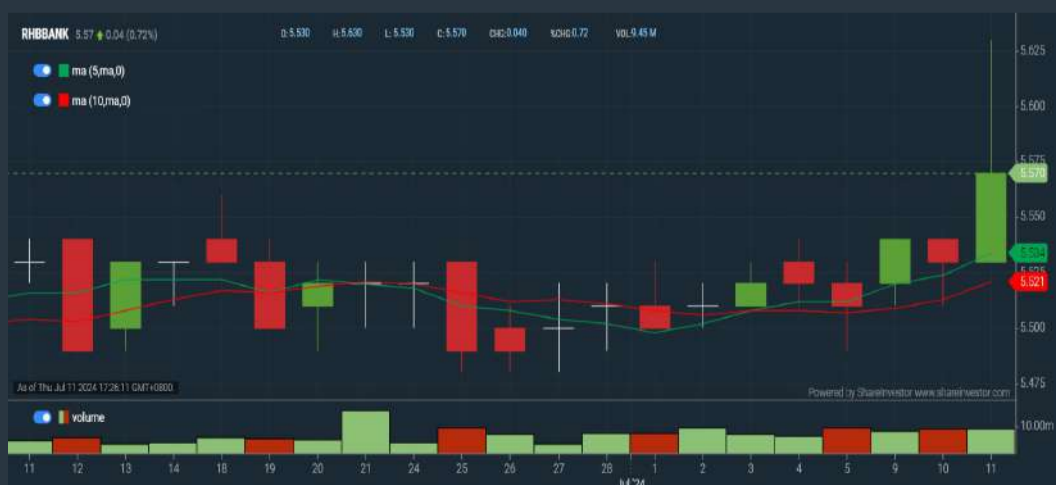 RHBBANK 5.57 0.04 (0.72%) O: 5.530 H: 5.630 L: 5.530 C: 5.570 CHG: 0.040 %CHG: 0.72 VOL: 9.45 M
ma (5,ma,0)
ma (10,ma,0)
5.625
5.600
5.575
5.570
5.550
5.534
5.525
5.521
5.500
5.475
As of Thu Jul 11 2024 17:26:11 GMT+0800
Powered by ShareInvestor www.shareinvestor.com
volume
10.00m
11 12 13 14 18 19 20 21 24 25 26 27 28 1 2 3 4 5 9 10 11
Jul '24